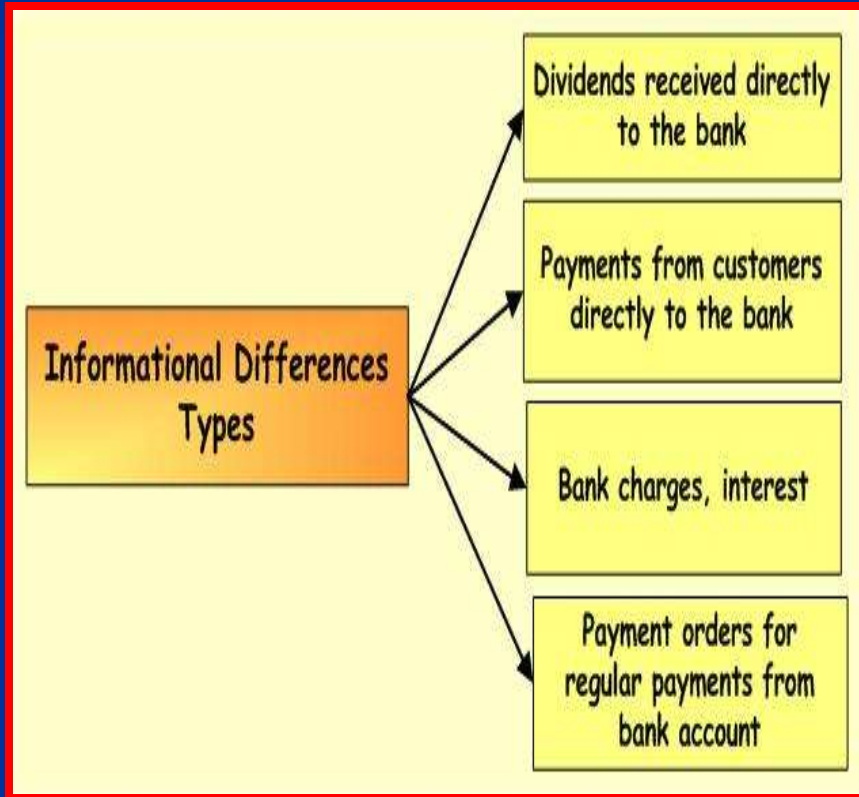 Dividends received directly
to the bank
Payments from customers
directly to the bank
Informational Differences
Types
Bank charges, interest
Payment orders for
regular payments from
bank account